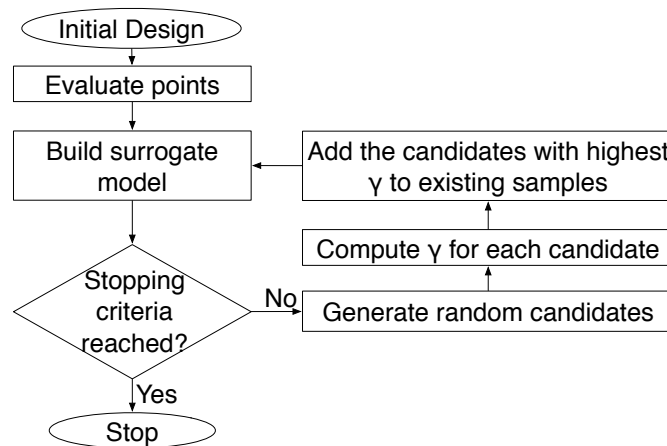 Initial Design
Evaluate points
Build surrogate
model
Stopping
criteria
reached?
No
Yes
Stop
Generate random candidates
Compute γ for each candidate
Add the candidates with highest
γ to existing samples